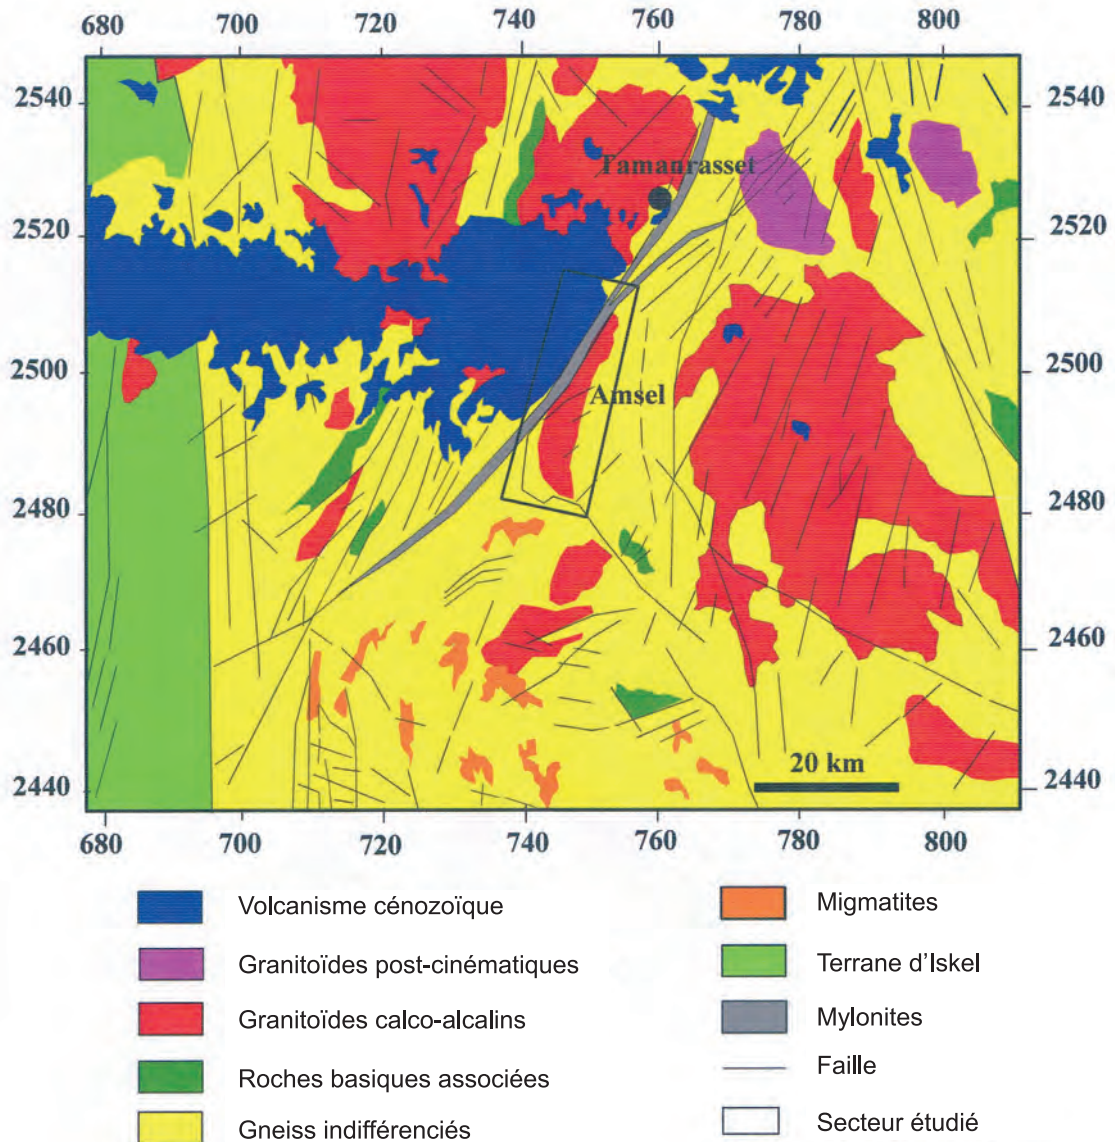 680 700 720 740 760 780 800
2540 2540
Tamanrasset
2520 2520
2500 2500
Amsel
2480 2480
2460 2460
20 km
2440 2440
680 700 720 740 760 780 800
Volcanisme cénozoïque
Granitoïdes post-cinématiques
Granitoïdes calco-alcalins
Roches basiques associées
Gneiss indifférenciés
Migmatites
Terrane d'Iskel
Mylonites
Faille
Secteur étudié